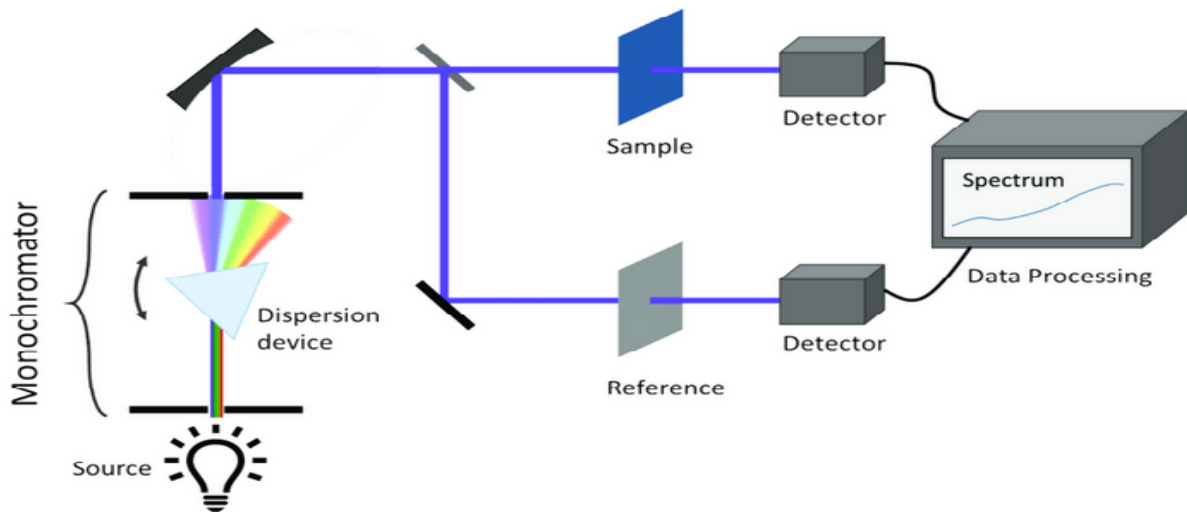 Sample
Detector
Spectrum
Data Processing
Monochromator
Dispersion
device
Reference
Detector
Source